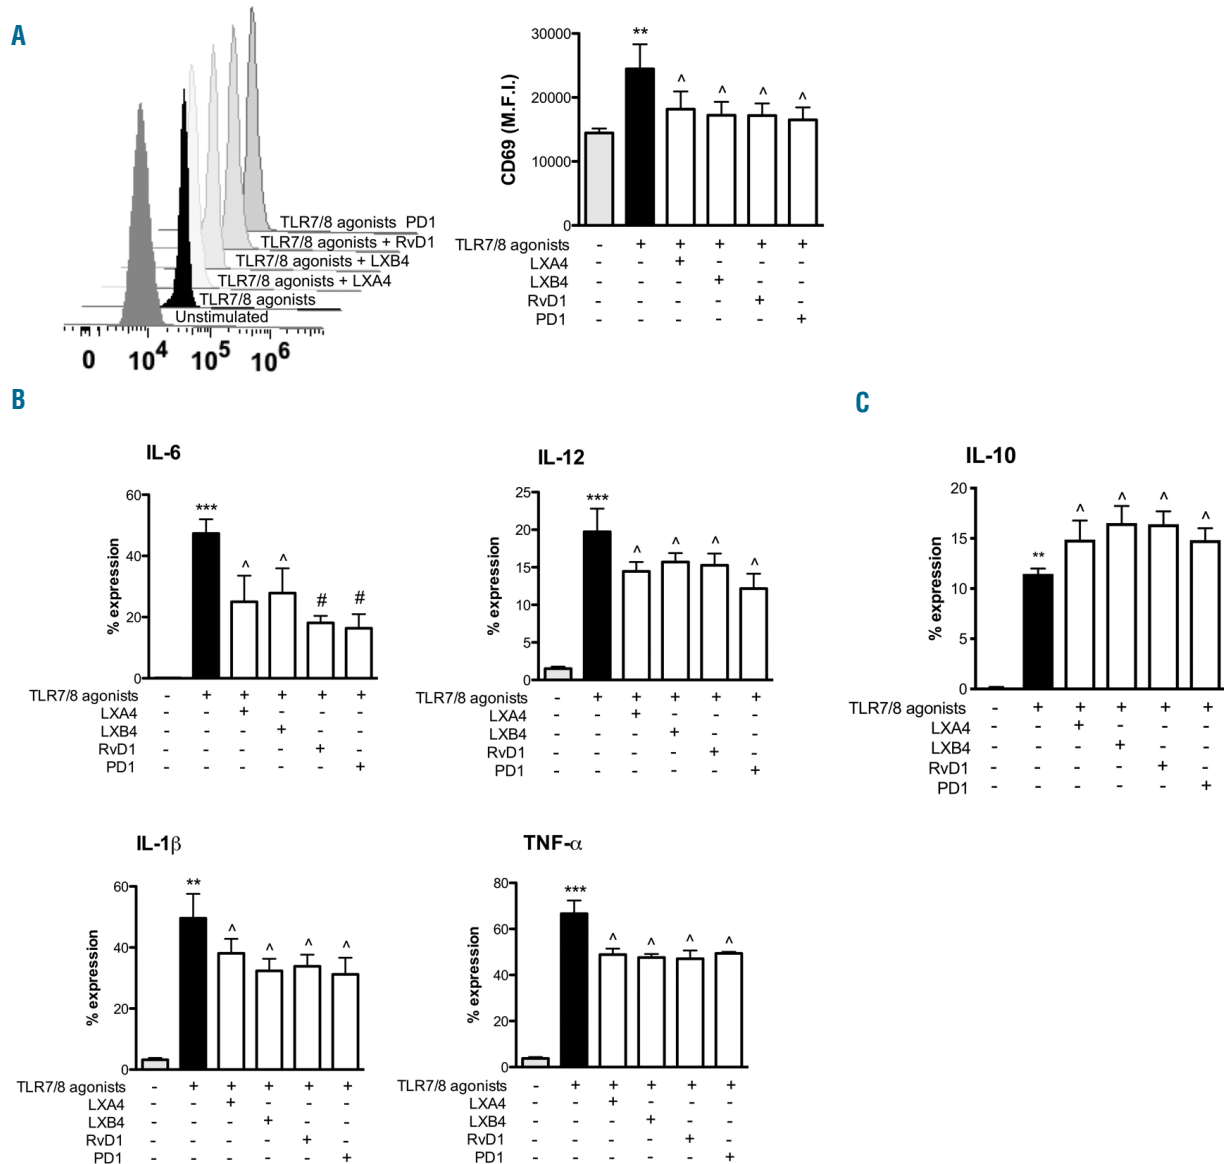 A
TLR7/8 agonists PD1
TLR7/8 agonists + RvD1
TLR7/8 agonists + LXB4
TLR7/8 agonists + LXA4
TLR7/8 agonists
Unstimulated
0 10^4 10^5 10^6
CD69 (M.F.I.)
30000
20000
10000
0
** ^ ^ ^ ^
TLR7/8 agonists - + + + + +
LXA4 - - + - - -
LXB4 - - - + - -
RvD1 - - - - + -
PD1 - - - - - +
B
IL-6
% expression
60
40
20
0
*** ^ ^ # #
TLR7/8 agonists - + + + + +
LXA4 - - + - - -
LXB4 - - - + - -
RvD1 - - - - + -
PD1 - - - - - +
IL-12
% expression
25
20
15
10
5
0
*** ^ ^ ^ ^
TLR7/8 agonists - + + + + +
LXA4 - - + - - -
LXB4 - - - + - -
RvD1 - - - - + -
PD1 - - - - - +
C
IL-10
% expression
20
15
10
5
0
** ^ ^ ^ ^
TLR7/8 agonists - + + + + +
LXA4 - - + - - -
LXB4 - - - + - -
RvD1 - - - - + -
PD1 - - - - - +
IL-1β
% expression
60
40
20
0
** ^ ^ ^ ^
TLR7/8 agonists - + + + + +
LXA4 - - + - - -
LXB4 - - - + - -
RvD1 - - - - + -
PD1 - - - - - +
TNF-α
% expression
80
60
40
20
0
*** ^ ^ ^ ^
TLR7/8 agonists - + + + + +
LXA4 - - + - - -
LXB4 - - - + - -
RvD1 - - - - + -
PD1 - - - - - +